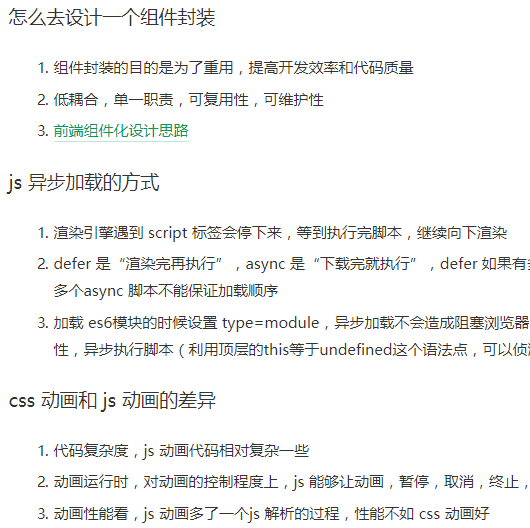 怎么去设计一个组件封装
1. 组件封装的目的是为了重用，提高开发效率和代码质量
2. 低耦合，单一职责，可复用性，可维护性
3. 前端组件化设计思路
js 异步加载的方式
1. 渲染引擎遇到 script 标签会停下来，等到执行完脚本，继续向下渲染
2. defer 是“渲染完再执行”，async 是“下载完就执行”，defer 如果有
多个async 脚本不能保证加载顺序
3. 加载 es6模块的时候设置 type=module，异步加载不会造成阻塞浏览器
性，异步执行脚本（利用顶层的this等于undefined这个语法点，可以侦
css 动画和 js 动画的差异
1. 代码复杂度，js 动画代码相对复杂一些
2. 动画运行时，对动画的控制程度上，js 能够让动画，暂停，取消，终止，
3. 动画性能看，js 动画多了一个js 解析的过程，性能不如 css 动画好